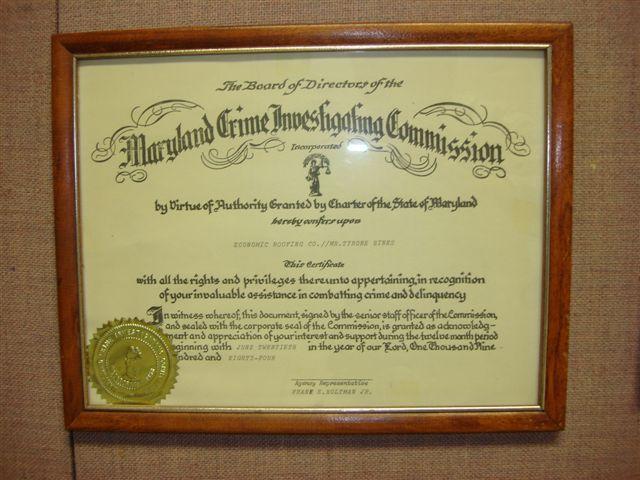 The Board of Directors of the
Maryland Crime Investigating Commission
Incorporated
by Virtue of Authority Granted by Charter of the State of Maryland
hereby confers upon
ECONOMIC ROOFING CO.//MR.TYRONE
This Certificate
with all the rights and privileges thereunto appertaining, in recognition
of your invaluable assistance in combatting crime and delinquency
In witness whereof, this document, signed by the senior staff officer of the Commission,
and sealed with the corporate seal of the Commission, is granted as acknowledg-
ment and appreciation of your interest and support during the twelve month period
beginning with JUNE TWENTIETH in the year of our Lord, One Thousand Nine
Hundred and EIGHTY-FOUR
Agency Representative
FRANK E. HOLTMAN JR.